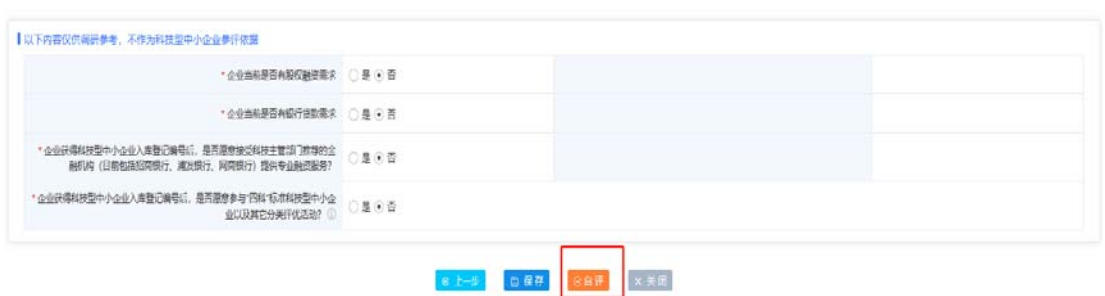 以下内容仅供调研参考，不作为科技型中小企业参评依据
* 企业当前是否有股权融资需求 是 否
* 企业当前是否有银行贷款需求 是 否
* 企业获得科技型中小企业入库登记编号后，是否愿意接受科技主管部门推荐的金
融机构（目前包括招商银行、浦发银行、网商银行）提供专业融资服务？ 是 否
* 企业获得科技型中小企业入库登记编号后，是否愿意参与“四科”标准科技型中小企
业以及其它分类评优活动？ 是 否
上一步 保存 自评 X 关闭